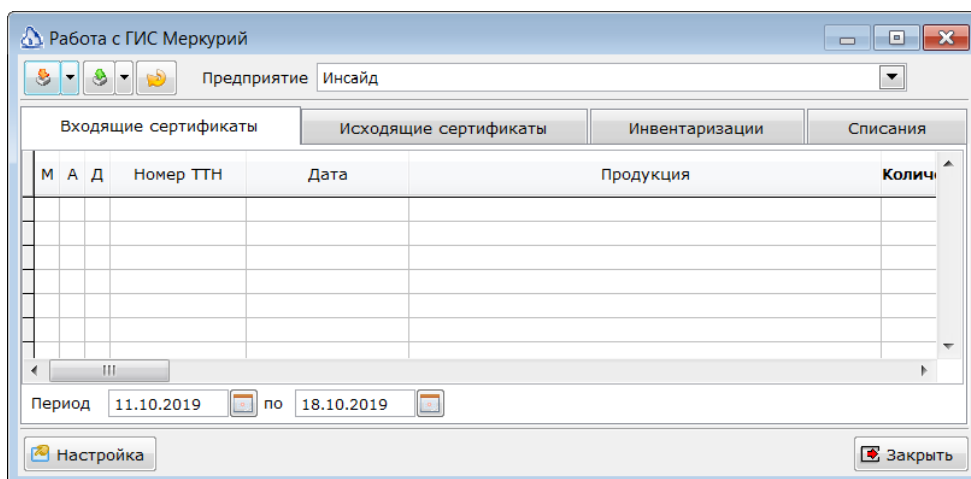 Работа с ГИС Меркурий
Предприятие Инсайд
Входящие сертификаты Исходящие сертификаты Инвентаризации Списания
М А Д Номер ТТН Дата Продукция
Период 11.10.2019 по 18.10.2019
Настройка Закрыть